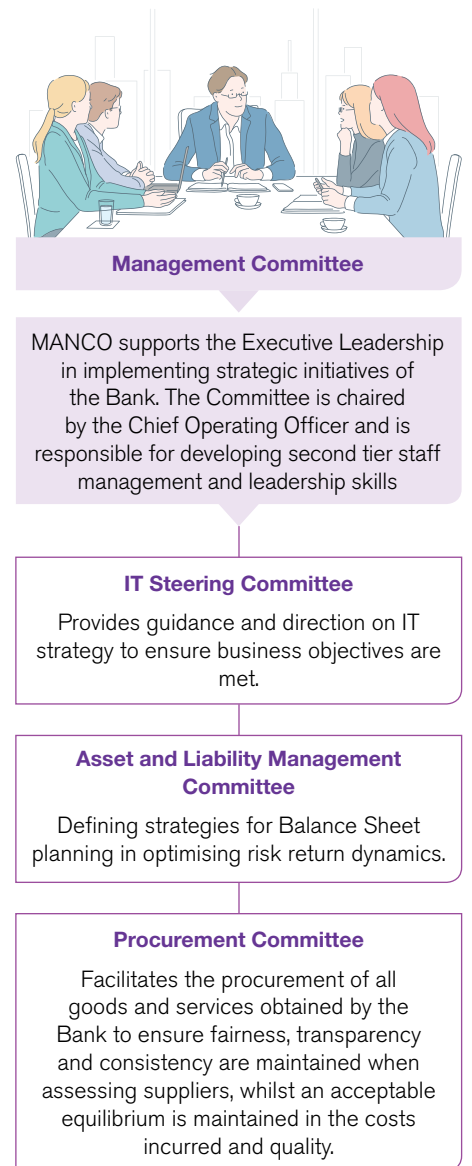 Management Committee
MANCO supports the Executive Leadership
in implementing strategic initiatives of
the Bank. The Committee is chaired
by the Chief Operating Officer and is
responsible for developing second tier staff
management and leadership skills
IT Steering Committee
Provides guidance and direction on IT
strategy to ensure business objectives are
met.
Asset and Liability Management
Committee
Defining strategies for Balance Sheet
planning in optimising risk return dynamics.
Procurement Committee
Facilitates the procurement of all
goods and services obtained by the
Bank to ensure fairness, transparency
and consistency are maintained when
assessing suppliers, whilst an acceptable
equilibrium is maintained in the costs
incurred and quality.